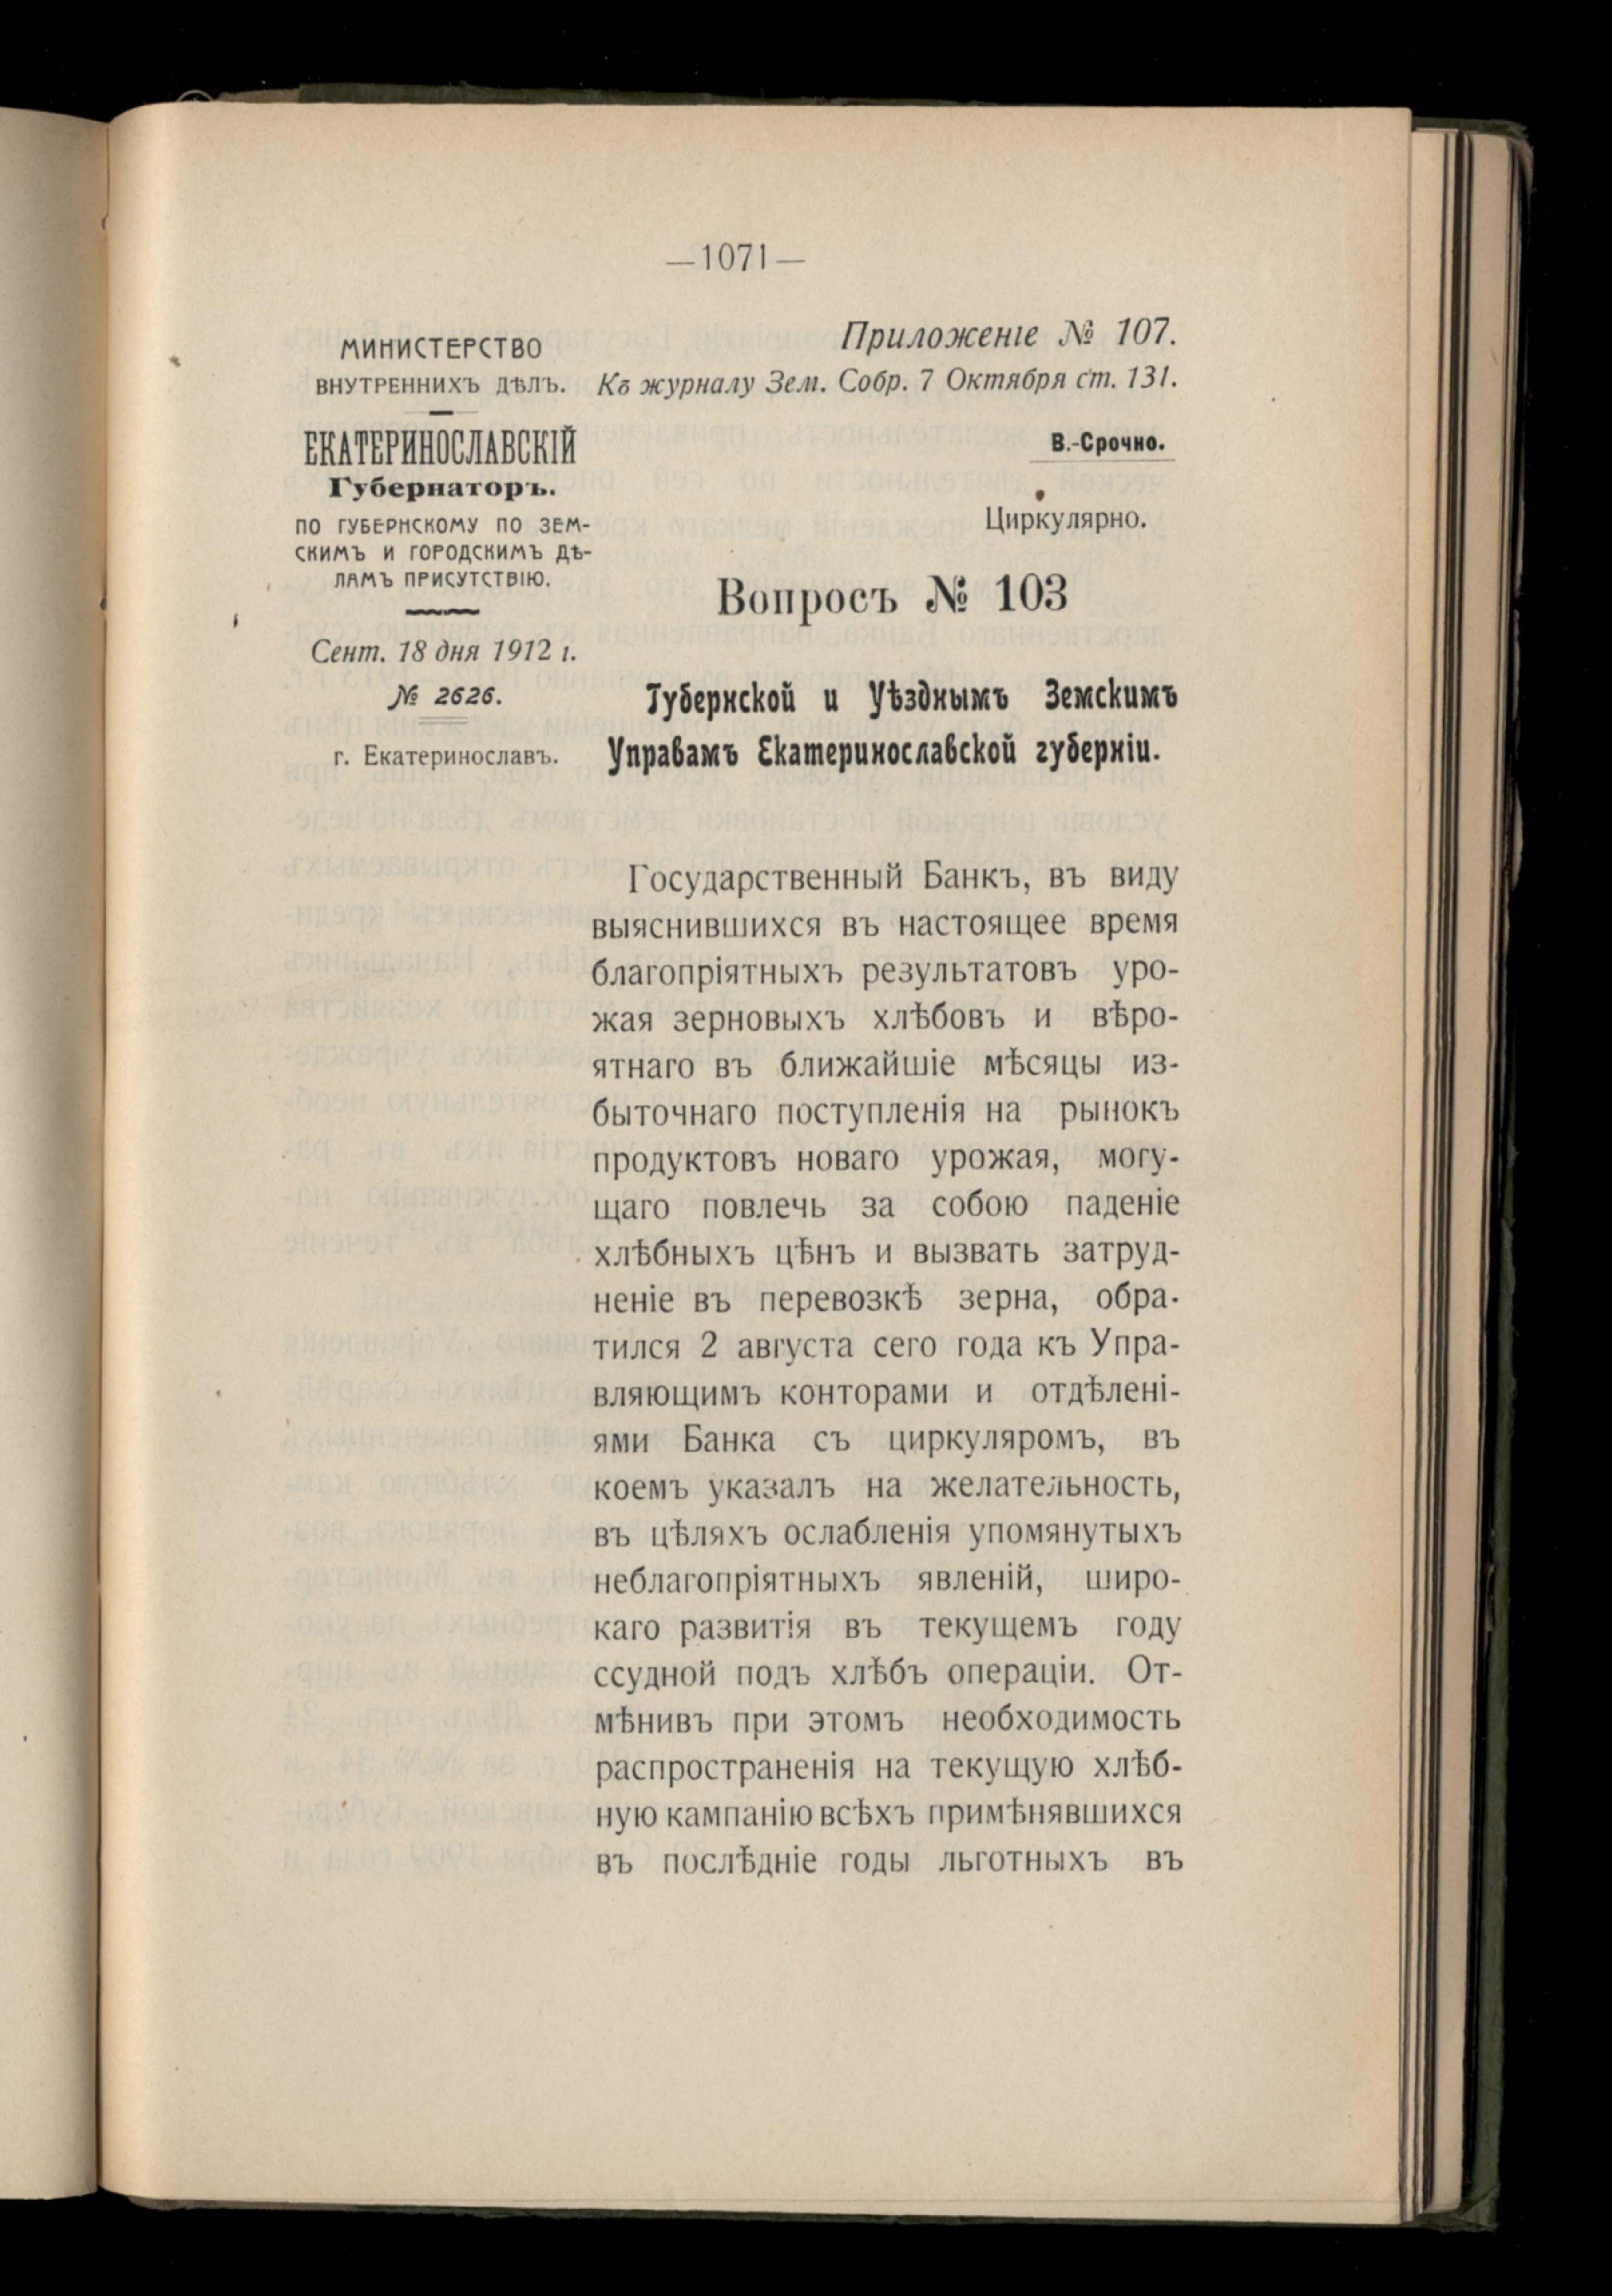 —1071—
МИНИСТЕРСТВО
ВНУТРЕННИХЪ ДѢЛЪ.
ЕКАТЕРИНОСЛАВСКІЙ
Губернаторъ.
ПО ГУБЕРНСКОМУ ПО ЗЕМ-
СКИМЪ И ГОРОДСКИМЪ ДѢ-
ЛАМЪ ПРИСУТСТВІЮ.
Сент. 18 дня 1912 г.
№ 2626.
г. Екатеринославъ.
Приложеніе № 107.
Къ журналу Зем. Собр. 7 Октября ст. 131.
В.-Срочно.
Циркулярно.
Вопросъ № 103
Губернской и Уѣзднымъ Земскимъ
Управамъ Екатеринославской губерніи.
Государственный Банкъ, въ виду
выяснившихся въ настоящее время
благопріятныхъ результатовъ уро-
жая зерновыхъ хлѣбовъ и вѣро-
ятнаго въ ближайшіе мѣсяцы из-
быточнаго поступленія на рынокъ
продуктовъ новаго урожая, могу-
щаго повлечь за собою паденіе
хлѣбныхъ цѣнъ и вызвать затруд-
неніе въ перевозкѣ зерна, обра-
тился 2 августа сего года къ Упра-
вляющимъ конторами и отдѣлені-
ями Банка съ циркуляромъ, въ
коемъ указалъ на желательность,
въ цѣляхъ ослабленія упомянутыхъ
неблагопріятныхъ явленій, широ-
каго развитія въ текущемъ году
ссудной подъ хлѣбъ операціи. От-
мѣнивъ при этомъ необходимость
распространенія на текущую хлѣб-
ную кампанію всѣхъ примѣнявшихся
въ послѣдніе годы льготныхъ въ